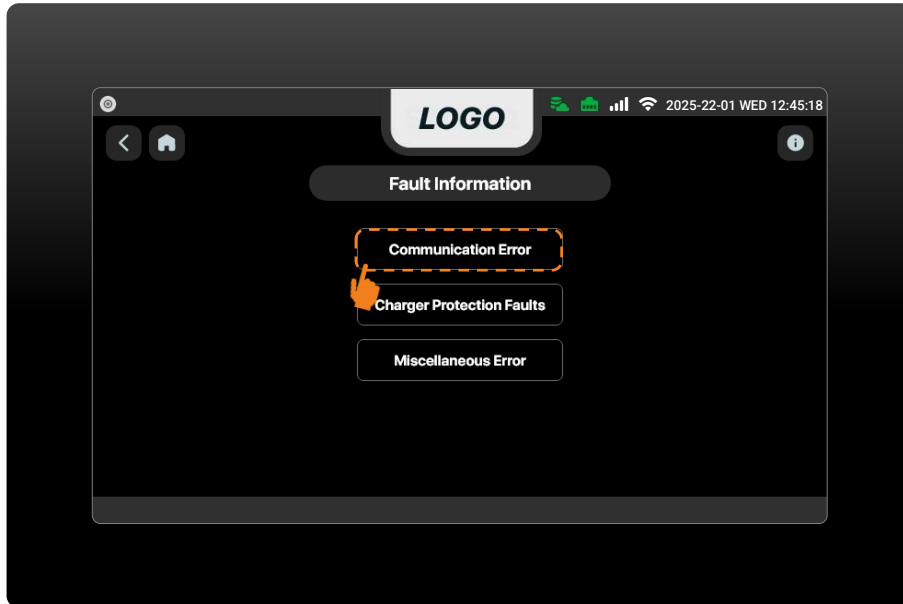 LOGO
2025-22-01 WED 12:45:18
Fault Information
Communication Error
Charger Protection Faults
Miscellaneous Error